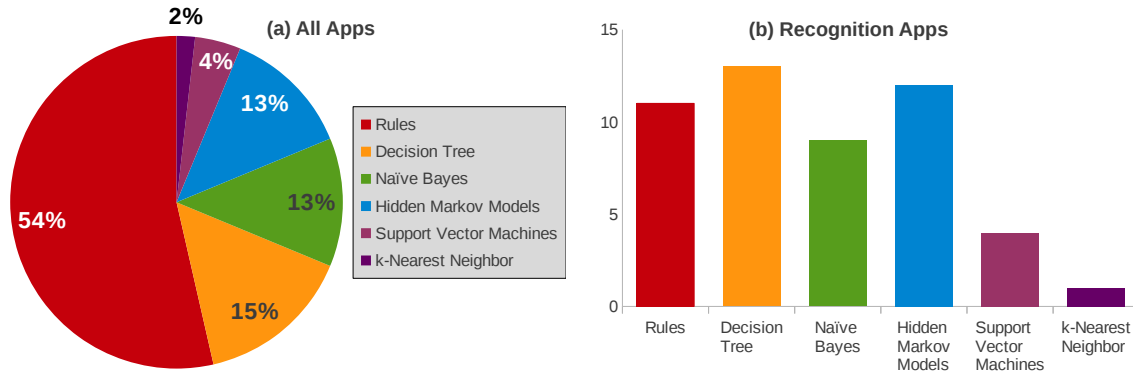 (a) All Apps
2%
4%
13%
13%
15%
54%
Rules
Decision Tree
Naïve Bayes
Hidden Markov Models
Support Vector Machines
k-Nearest Neighbor
(b) Recognition Apps
15
10
5
0
Rules
Decision
Tree
Naïve
Bayes
Hidden
Markov
Models
Support
Vector
Machines
k-Nearest
Neighbor